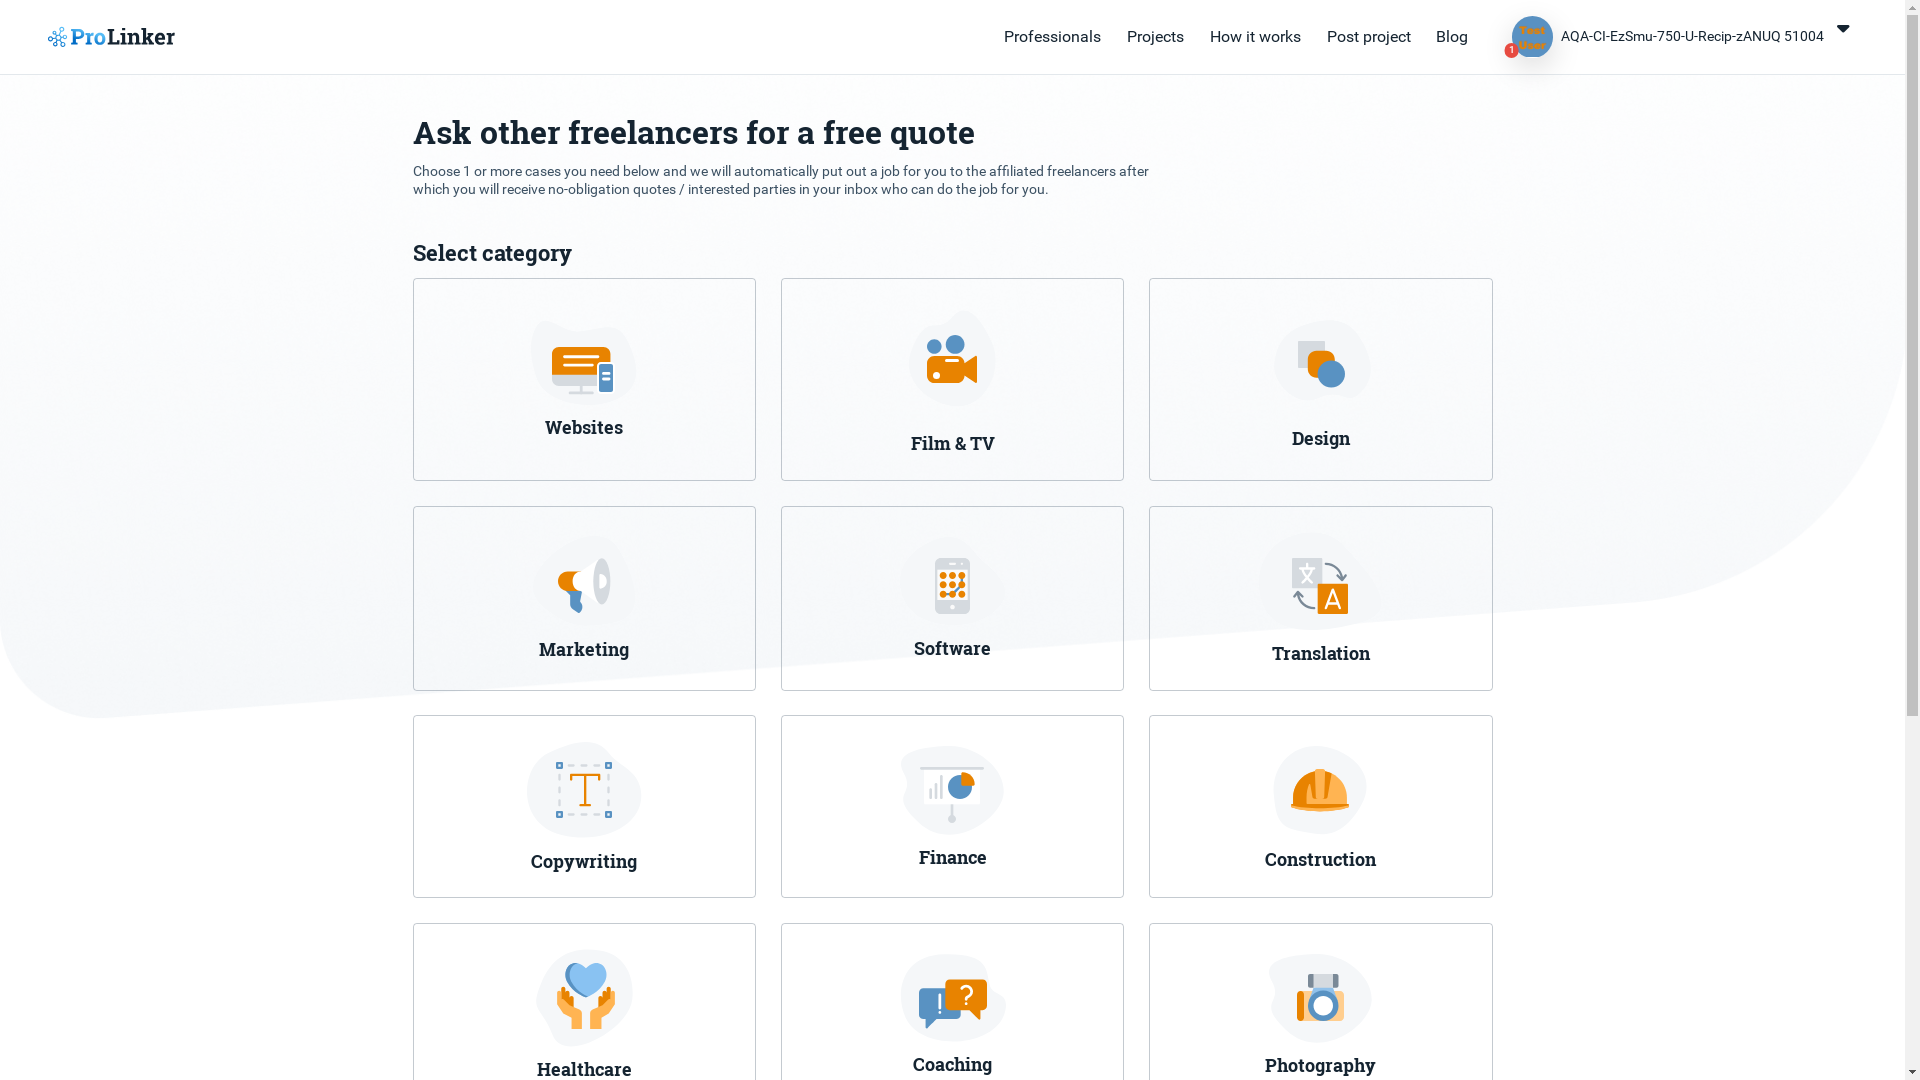 ProLinker
Professionals
Projects
How it works
Post project
Blog
Test
User
1
AQA-CI-EzSmu-750-U-Recip-zANUQ 51004
Ask other freelancers for a free quote
Choose 1 or more cases you need below and we will automatically put out a job for you to the affiliated freelancers after
which you will receive no-obligation quotes / interested parties in your inbox who can do the job for you.
Select category
Websites
Film & TV
Design
Marketing
Software
Translation
Copywriting
Finance
Construction
Healthcare
Coaching
Photography